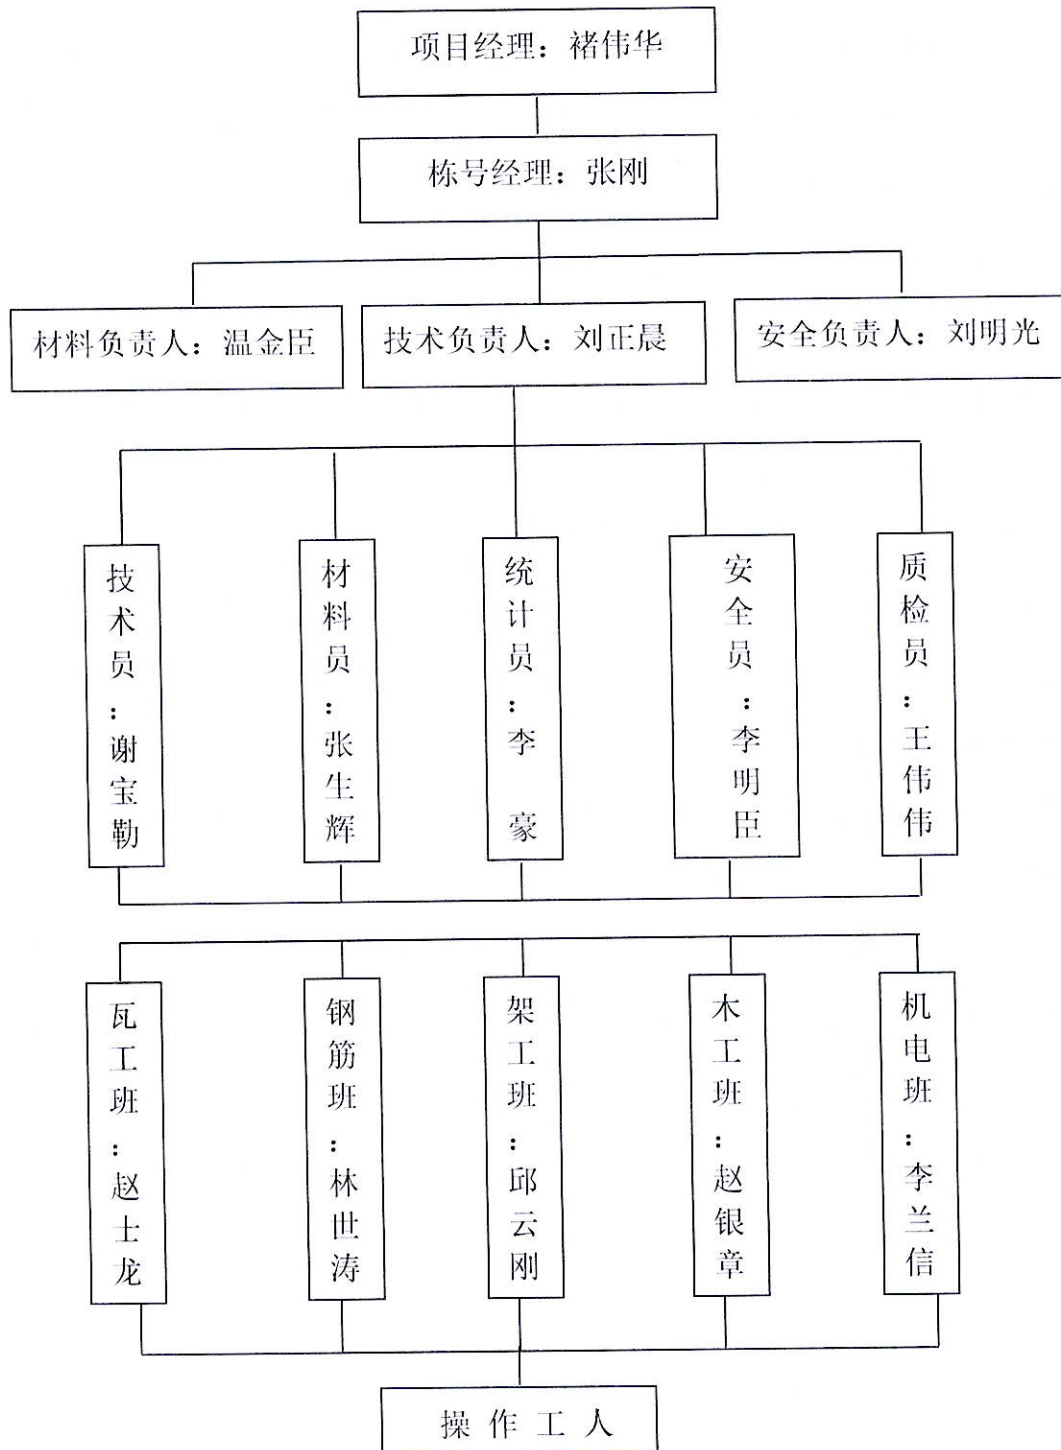 项目经理：褚伟华
栋号经理：张刚
材料负责人：温金臣
技术负责人：刘正晨
安全负责人：刘明光
技术员：谢宝勒
材料员：张生辉
统计员：李 豪
安全员：李明臣
质检员：王伟伟
瓦工班：赵士龙
钢筋班：林世涛
架工班：邱云刚
木工班：赵银章
机电班：李兰信
操 作 工 人